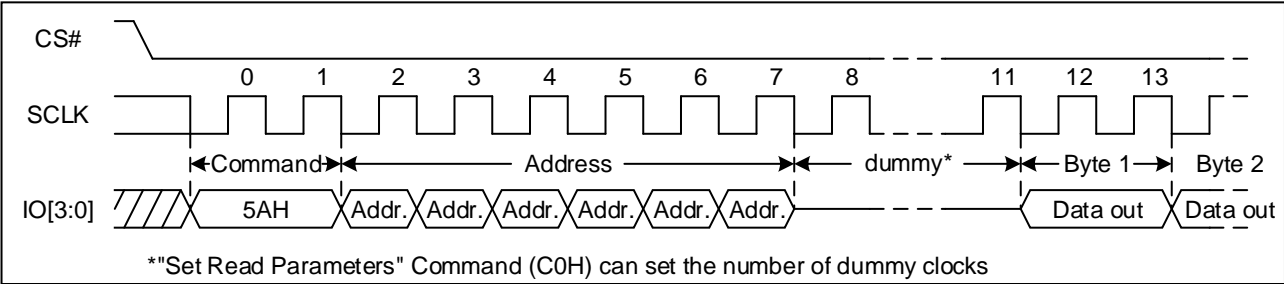 CS#
0 1 2 3 4 5 6 7 8 11 12 13
SCLK
Command Address dummy* Byte 1 Byte 2
IO[3:0] 5AH Addr. Addr. Addr. Addr. Addr. Addr. Data out Data out
*"Set Read Parameters" Command (C0H) can set the number of dummy clocks